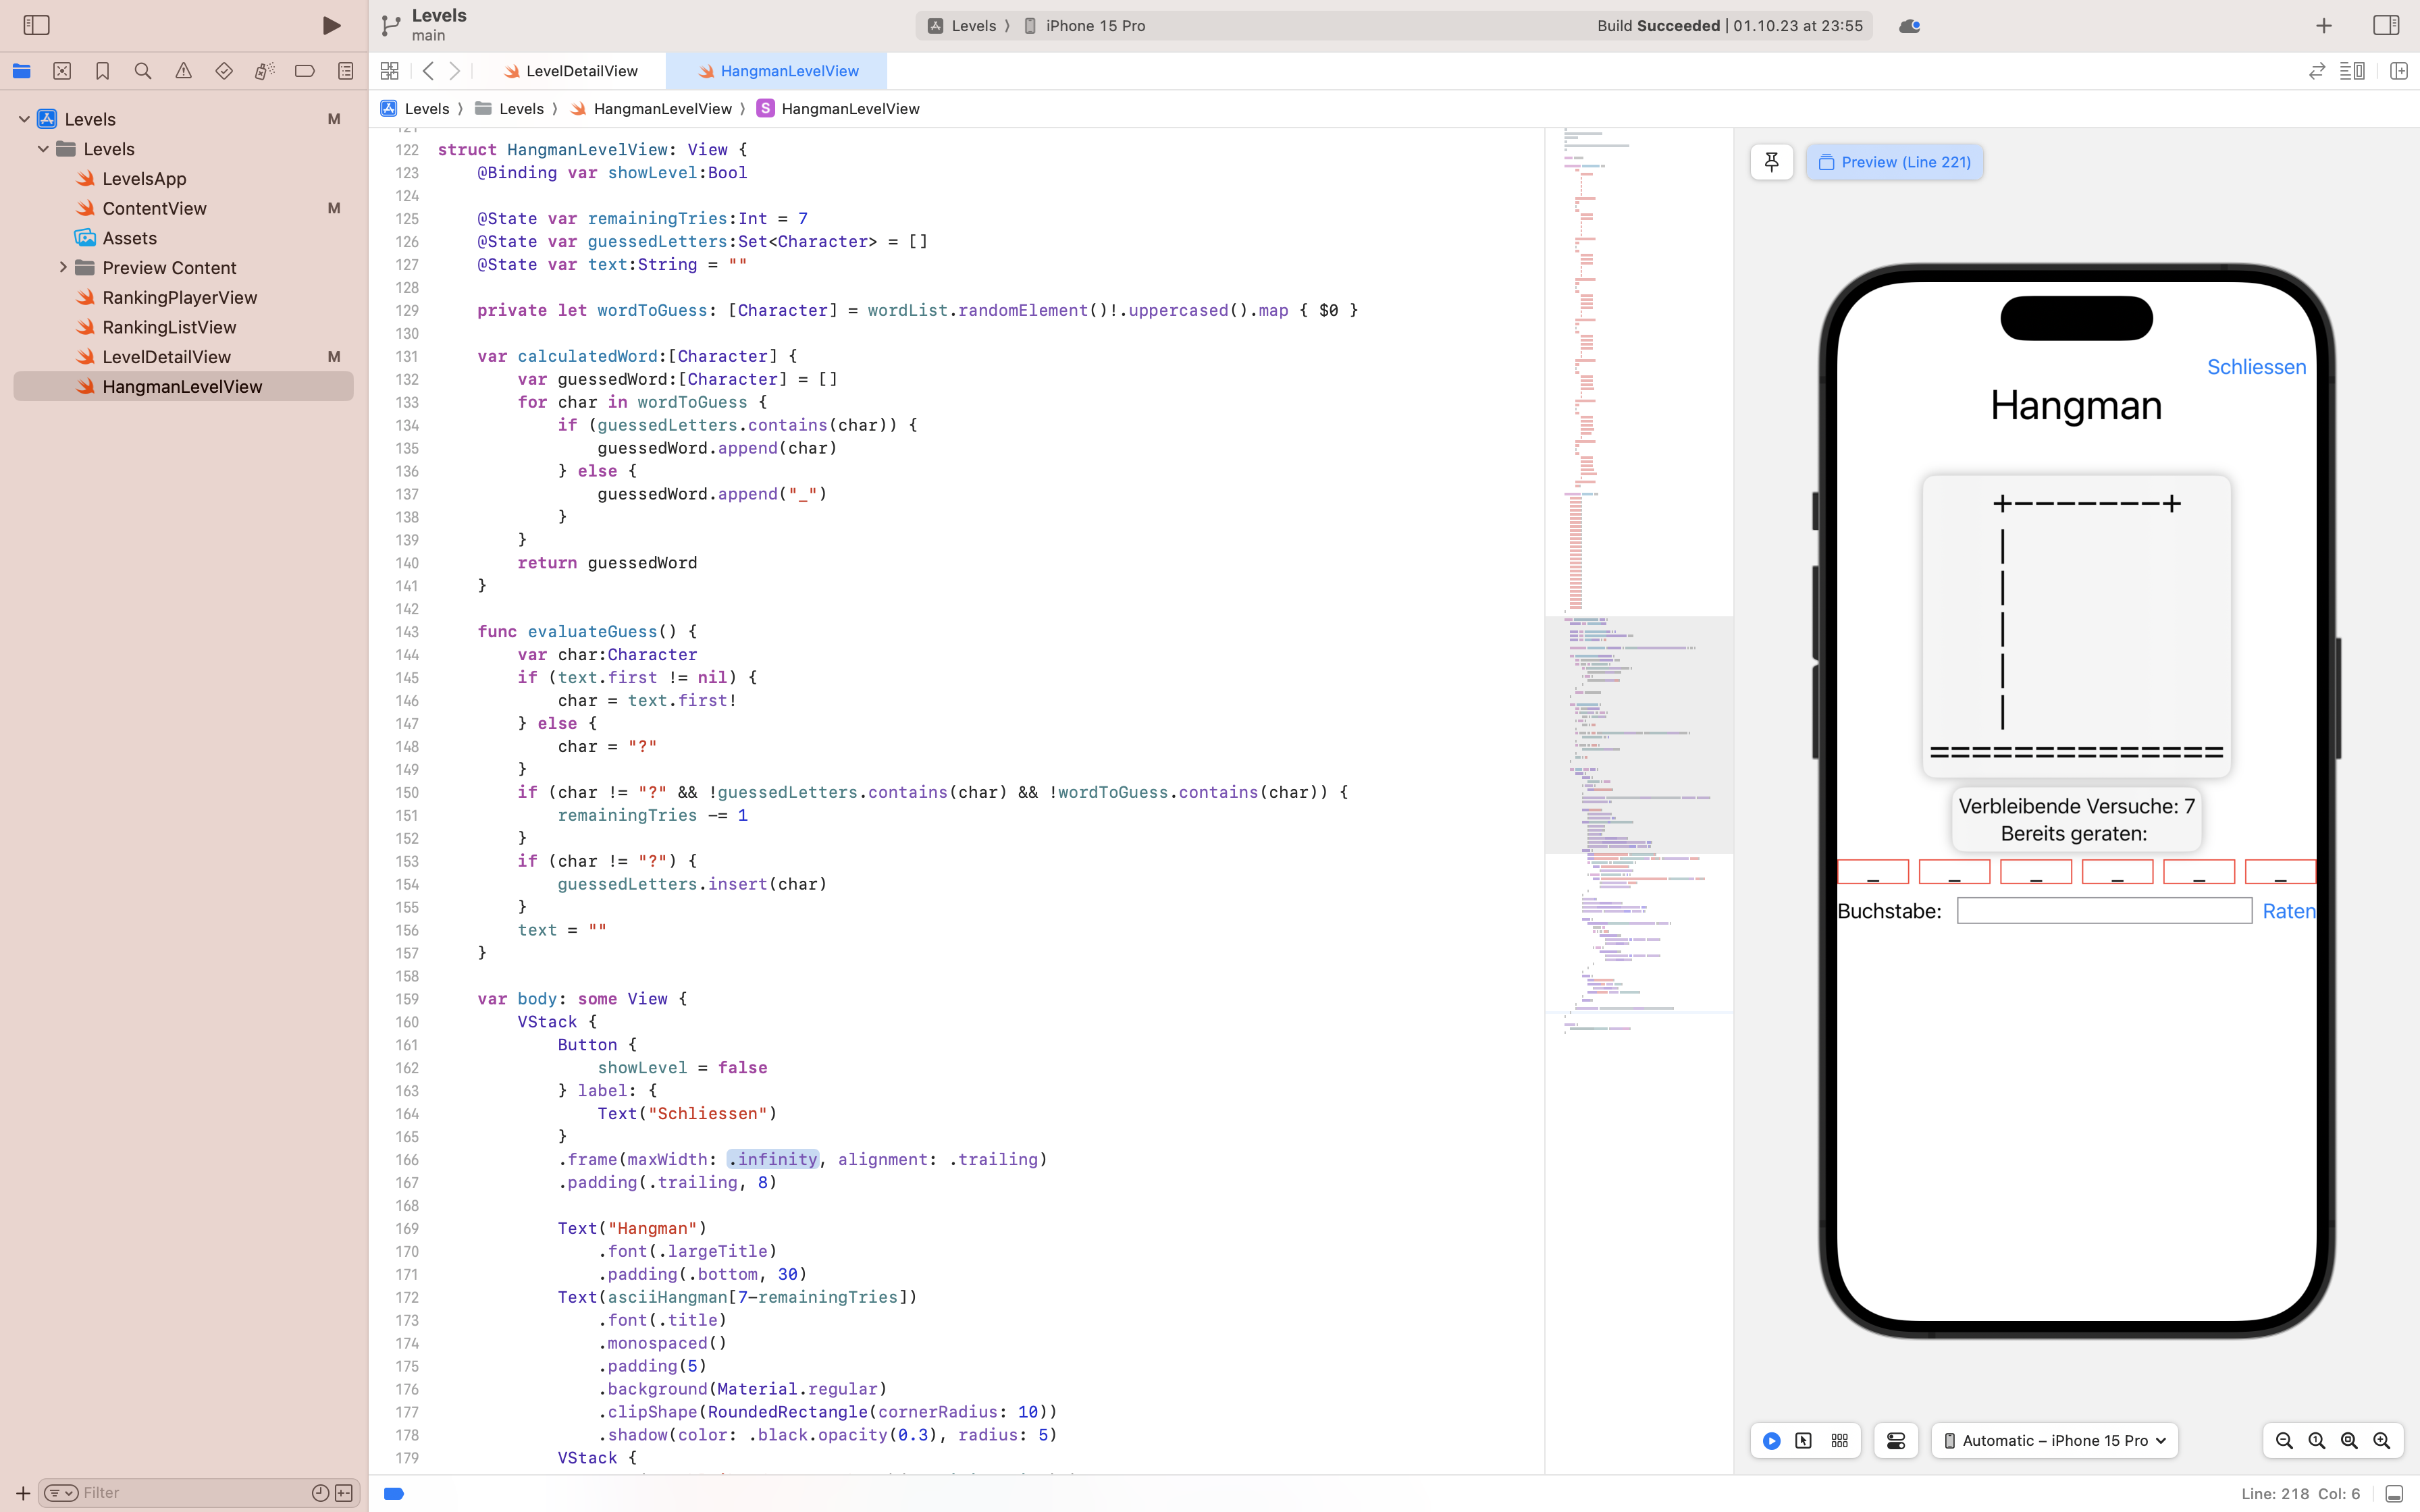 Levels
main
Levels 〉 iPhone 15 Pro
Build Succeeded | 01.10.23 at 23:55
LevelDetailView
HangmanLevelView
Levels 〉 Levels 〉 HangmanLevelView 〉 S HangmanLevelView
Levels M
Levels
LevelsApp
ContentView M
Assets
Preview Content
RankingPlayerView
RankingListView
LevelDetailView M
HangmanLevelView
Filter
121
122 struct HangmanLevelView: View {
123 @Binding var showLevel:Bool
124
125 @State var remainingTries:Int = 7
126 @State var guessedLetters:Set<Character> = []
127 @State var text:String = ""
128
129 private let wordToGuess: [Character] = wordList.randomElement()!.uppercased().map { $0 }
130
131 var calculatedWord:[Character] {
132 var guessedWord:[Character] = []
133 for char in wordToGuess {
134 if (guessedLetters.contains(char)) {
135 guessedWord.append(char)
136 } else {
137 guessedWord.append("_")
138 }
139 }
140 return guessedWord
141 }
142
143 func evaluateGuess() {
144 var char:Character
145 if (text.first != nil) {
146 char = text.first!
147 } else {
148 char = "?"
149 }
150 if (char != "?" && !guessedLetters.contains(char) && !wordToGuess.contains(char)) {
151 remainingTries -= 1
152 }
153 if (char != "?") {
154 guessedLetters.insert(char)
155 }
156 text = ""
157 }
158
159 var body: some View {
160 VStack {
161 Button {
162 showLevel = false
163 } label: {
164 Text("Schliessen")
165 }
166 .frame(maxWidth: .infinity, alignment: .trailing)
167 .padding(.trailing, 8)
168
169 Text("Hangman")
170 .font(.largeTitle)
171 .padding(.bottom, 30)
172 Text(asciiHangman[7-remainingTries])
173 .font(.title)
174 .monospaced()
175 .padding(5)
176 .background(Material.regular)
177 .clipShape(RoundedRectangle(cornerRadius: 10))
178 .shadow(color: .black.opacity(0.3), radius: 5)
179 VStack {
Preview (Line 221)
Schliessen
Hangman
+-------+
|
|
|
|
|
==============
Verbleibende Versuche: 7
Bereits geraten:
_ _ _ _ _ _
Buchstabe: Raten
Automatic – iPhone 15 Pro
Line: 218 Col: 6